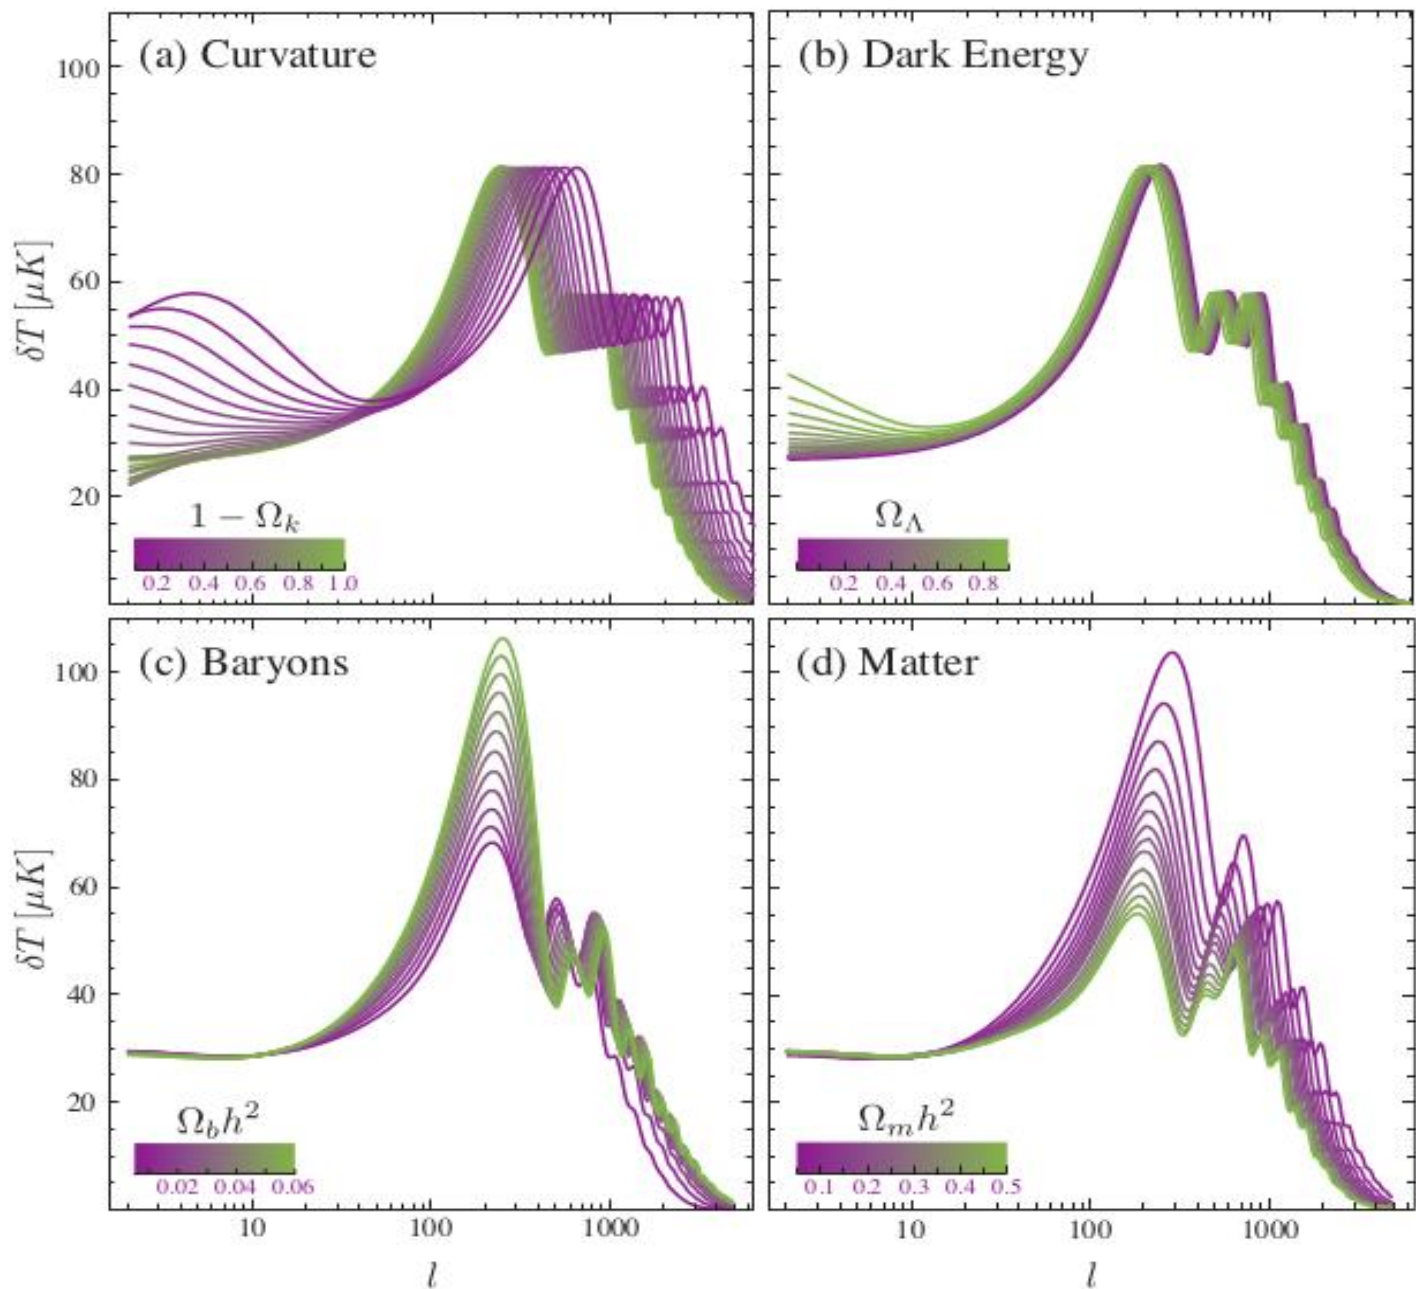 (a) Curvature
(b) Dark Energy
100
80
60
40
20
δT [μK]
1 − Ω_k
0.2 0.4 0.6 0.8 1.0
Ω_Λ
0.2 0.4 0.6 0.8
(c) Baryons
(d) Matter
100
80
60
40
20
δT [μK]
Ω_b h²
0.02 0.04 0.06
Ω_m h²
0.1 0.2 0.3 0.4 0.5
10 100 1000
10 100 1000
l
l